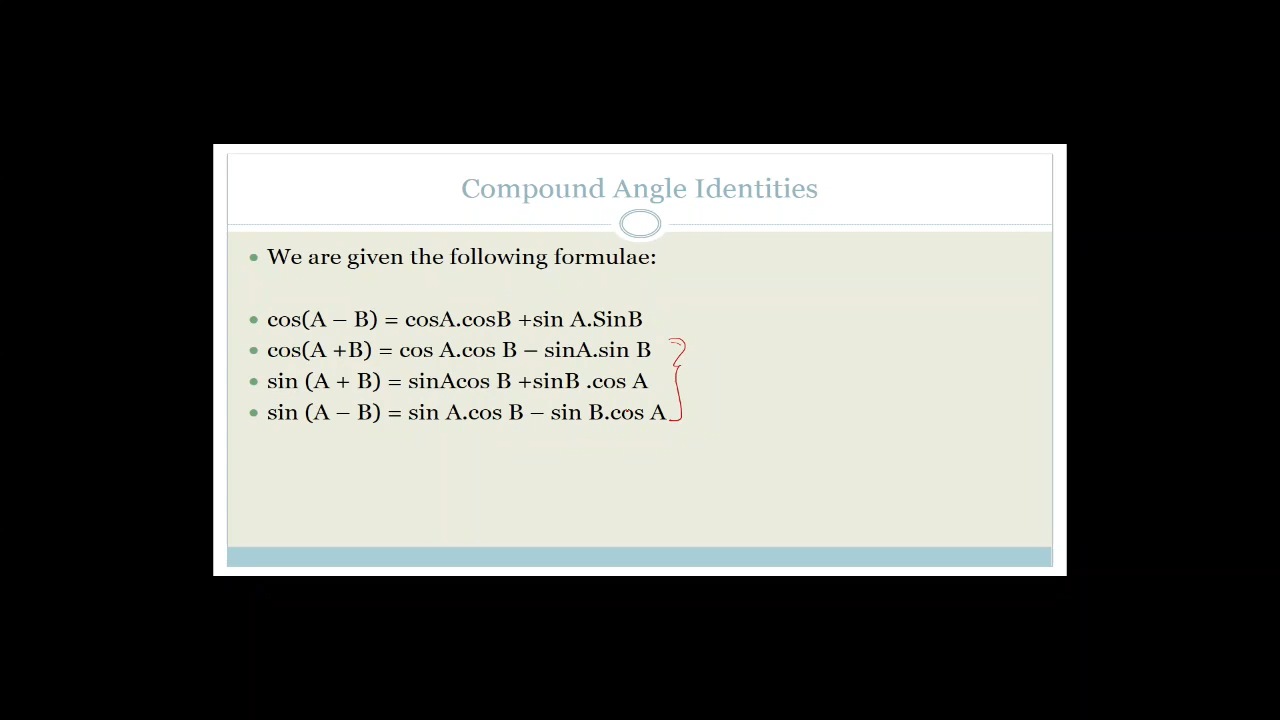 Compound Angle Identities
We are given the following formulae:
cos(A – B) = cosA.cosB +sin A.SinB
cos(A +B) = cos A.cos B – sinA.sin B
sin (A + B) = sinAcos B +sinB .cos A
sin (A – B) = sin A.cos B – sin B.cos A